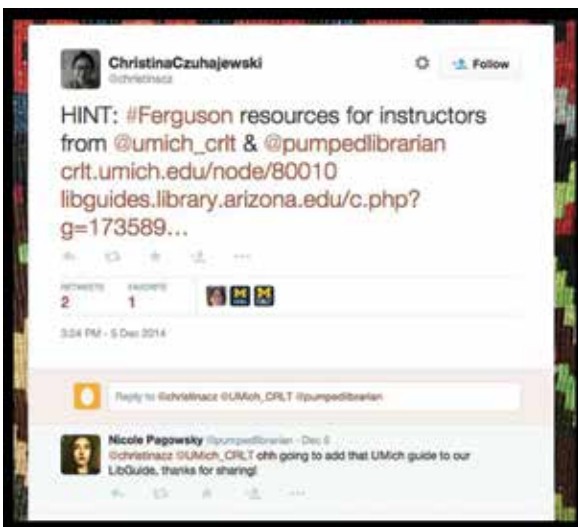 ChristinaCzuhajewski
@christinacz
Follow
HINT: #Ferguson resources for instructors
from @umich_crlt & @pumpedlibrarian
crlt.umich.edu/node/80010
libguides.library.arizona.edu/c.php?
g=173589...
RETWEETS FAVORITE
2 1
3:24 PM - 5 Dec 2014
Reply to @christinacz @UMich_CRLT @pumpedlibrarian
Nicole Pagowsky @pumpedlibrarian · Dec 6
@christinacz @UMich_CRLT ohh going to add that UMich guide to our
LibGuide, thanks for sharing!